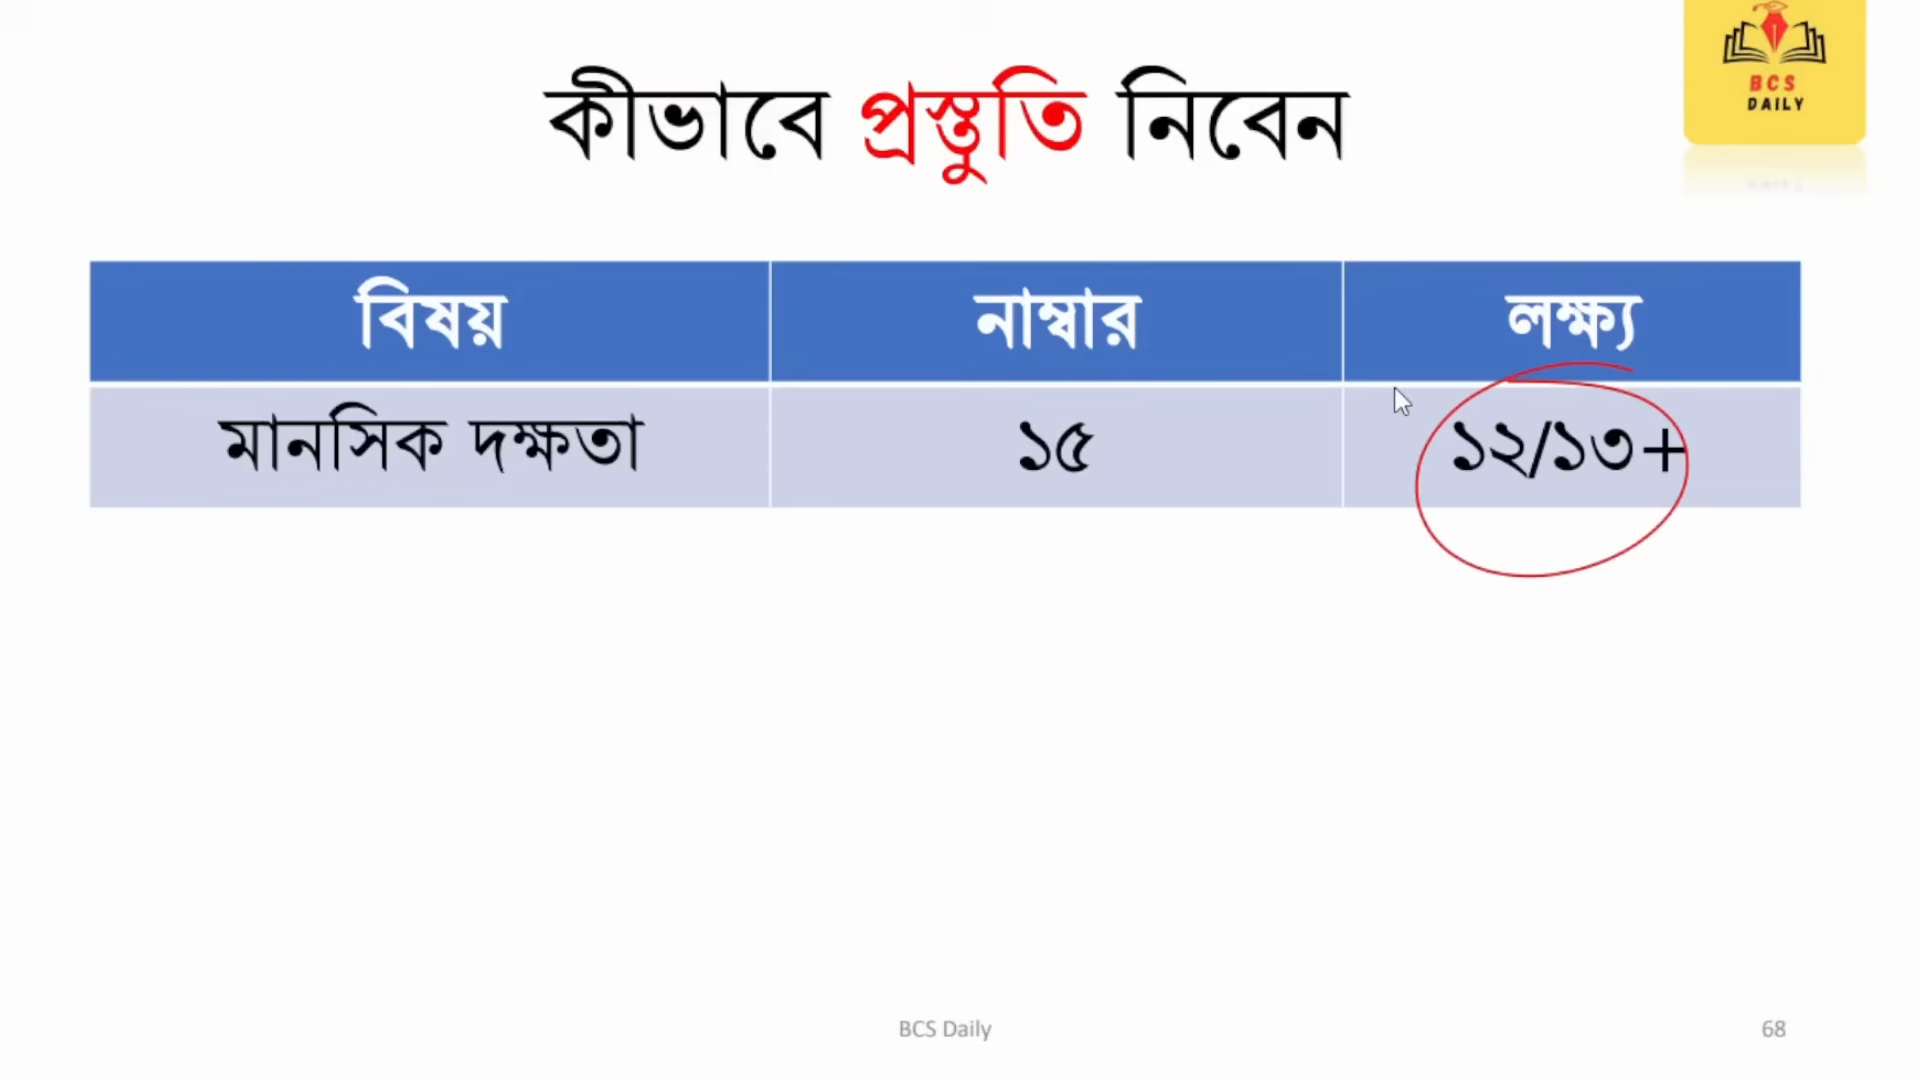 BCS
DAILY
কীভাবে প্রস্তুতি নিবেন
বিষয় নাম্বার লক্ষ্য
মানসিক দক্ষতা ১৫ ১২/১৩+
BCS Daily 68